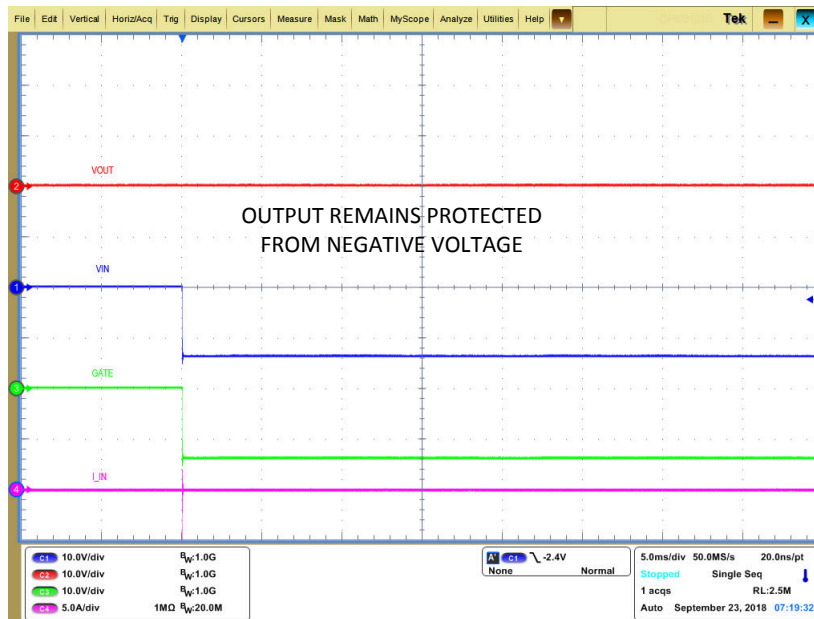 File Edit Vertical Horiz/Acq Trig Display Cursors Measure Mask Math MyScope Analyze Utilities Help Tek X
VOUT
2
OUTPUT REMAINS PROTECTED
FROM NEGATIVE VOLTAGE
VIN
1
GATE
3
I_IN
4
C1 10.0V/div BW:1.0G
C2 10.0V/div BW:1.0G
C3 10.0V/div BW:1.0G
C4 5.0A/div 1MΩ BW:20.0M
A' C1 -2.4V
None Normal
5.0ms/div 50.0MS/s 20.0ns/pt
Stopped Single Seq
1 acqs RL:2.5M
Auto September 23, 2018 07:19:32